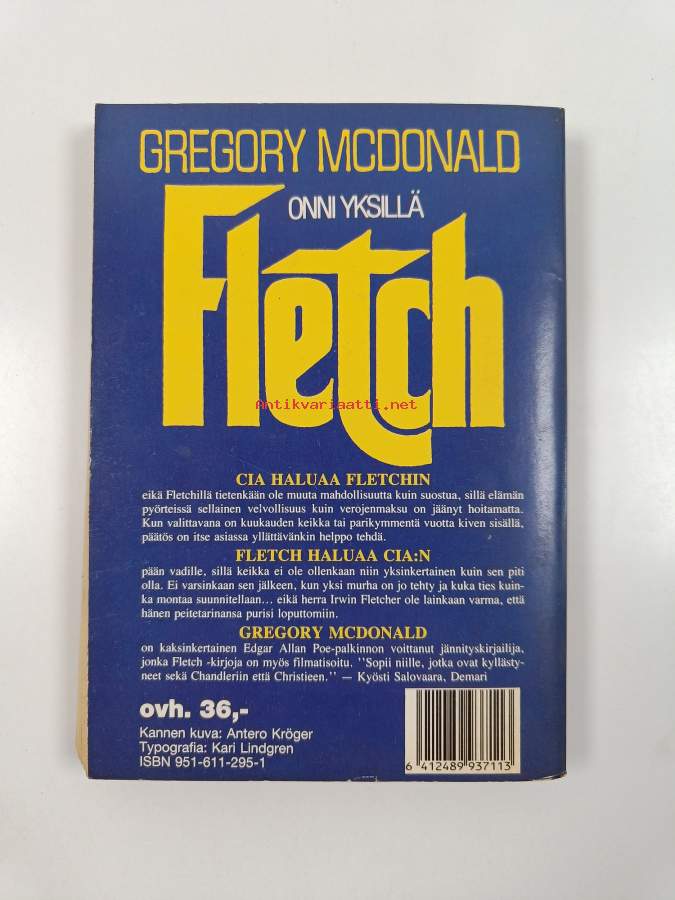 GREGORY MCDONALD
ONNI YKSILLÄ
Fletch
Antikvariaatti.net
CIA HALUAA FLETCHIN
eikä Fletchillä tietenkään ole muuta mahdollisuutta kuin suostua, sillä elämän
pyörteissä sellainen velvollisuus kuin verojenmaksu on jäänyt hoitamatta.
Kun valittavana on kuukauden keikka tai parikymmentä vuotta kiven sisällä,
päätös on itse asiassa yllättävänkin helppo tehdä.
FLETCH HALUAA CIA:N
pään vadille, sillä keikka ei ole ollenkaan niin yksinkertainen kuin sen piti
olla. Ei varsinkaan sen jälkeen, kun yksi murha on jo tehty ja kuka ties kuin-
ka montaa suunnitellaan... eikä herra Irwin Fletcher ole lainkaan varma, että
hänen peitetarinansa purisi loputtomiin.
GREGORY MCDONALD
on kaksinkertainen Edgar Allan Poe-palkinnon voittanut jännityskirjailija,
jonka Fletch -kirjoja on myös filmatisoitu. ''Sopii niille, jotka ovat kyllästy-
neet sekä Chandleriin että Christieen.'' — Kyösti Salovaara, Demari
ovh. 36,-
Kannen kuva: Antero Kröger
Typografia: Kari Lindgren
ISBN 951-611-295-1
6 412489 937113